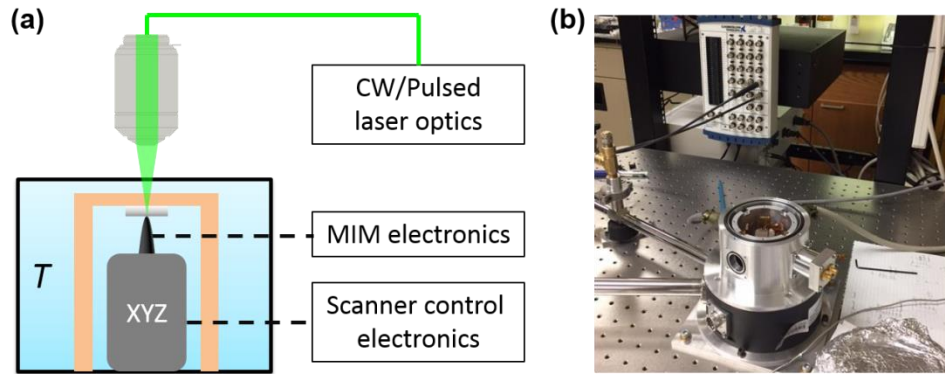 (a)
(b)
CW/Pulsed
laser optics
MIM electronics
T
XYZ
Scanner control
electronics